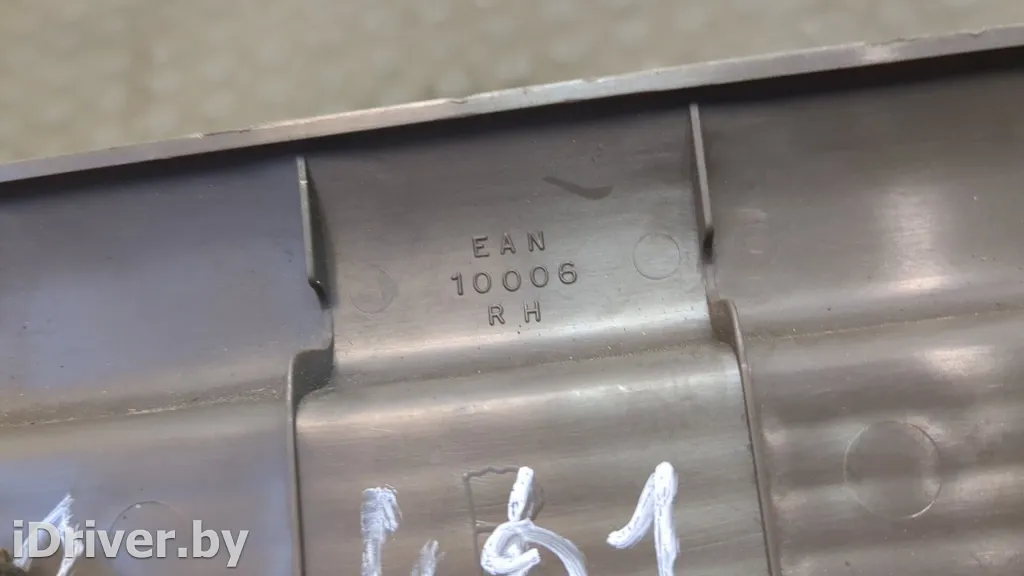 EAN
10006
RH
iDriver.by